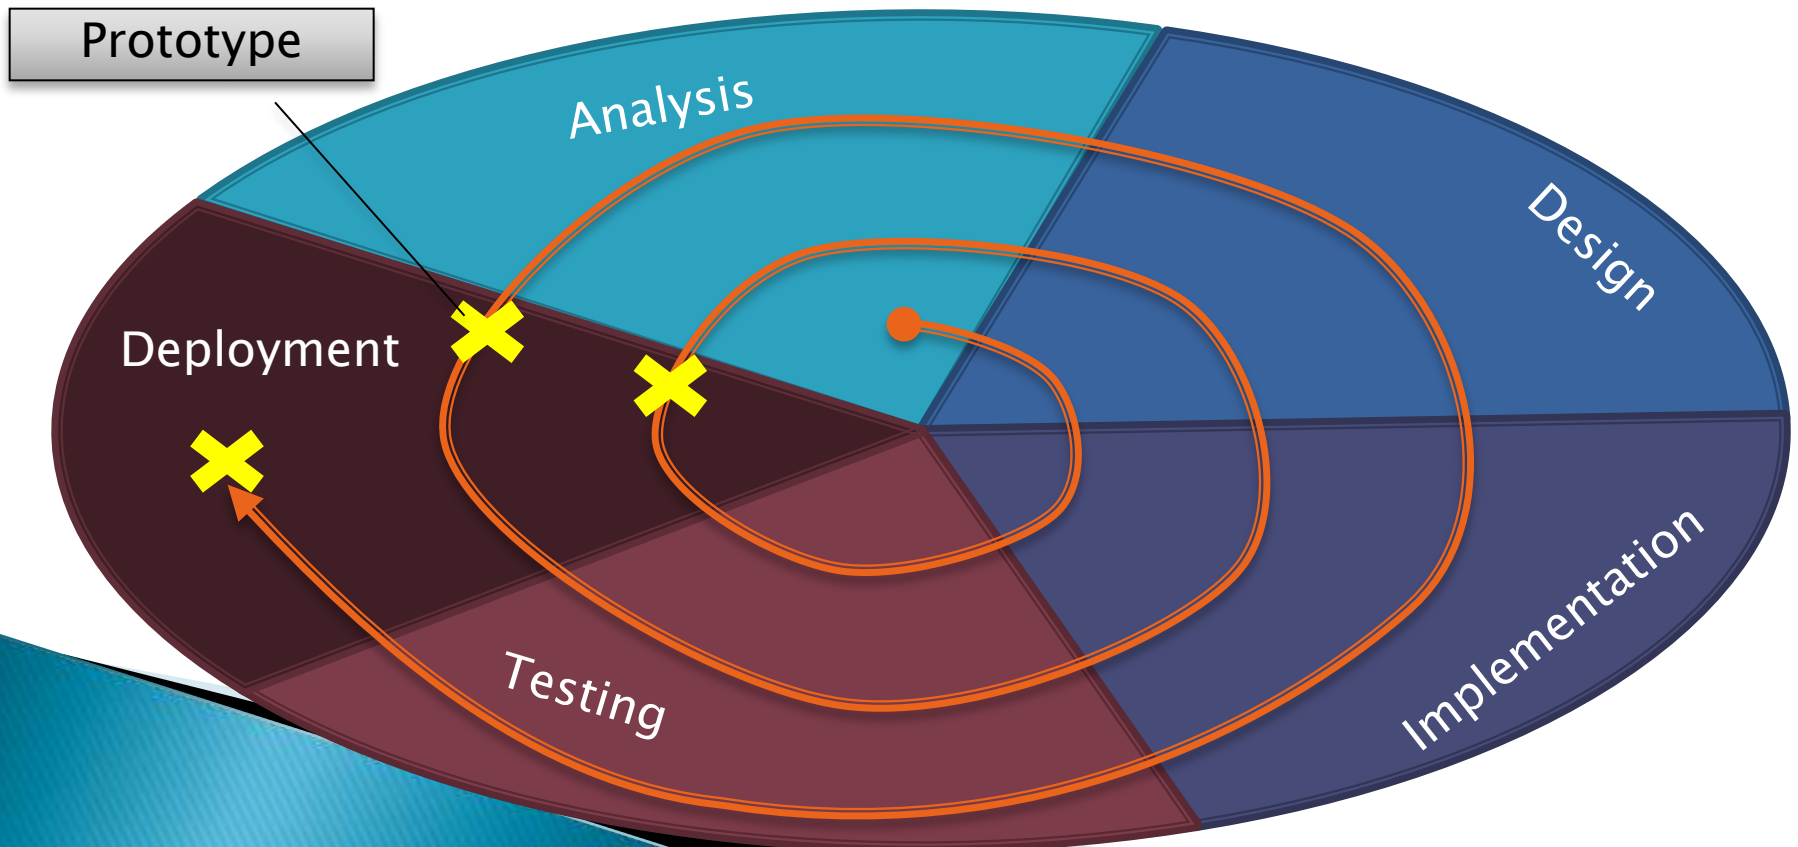 Prototype
Analysis
Design
Deployment
Testing
Implementation